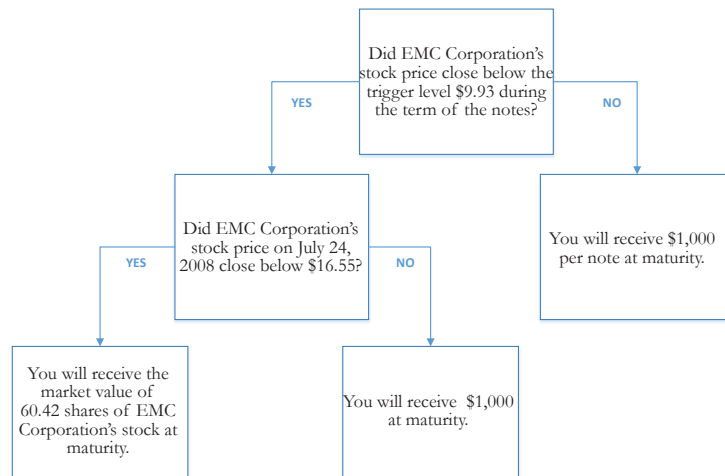 Did EMC Corporation's
stock price close below the
trigger level $9.93 during
the term of the notes?
YES
NO
Did EMC Corporation's
stock price on July 24,
2008 close below $16.55?
You will receive $1,000
per note at maturity.
YES
NO
You will receive the
market value of
60.42 shares of EMC
Corporation's stock at
maturity.
You will receive $1,000
at maturity.